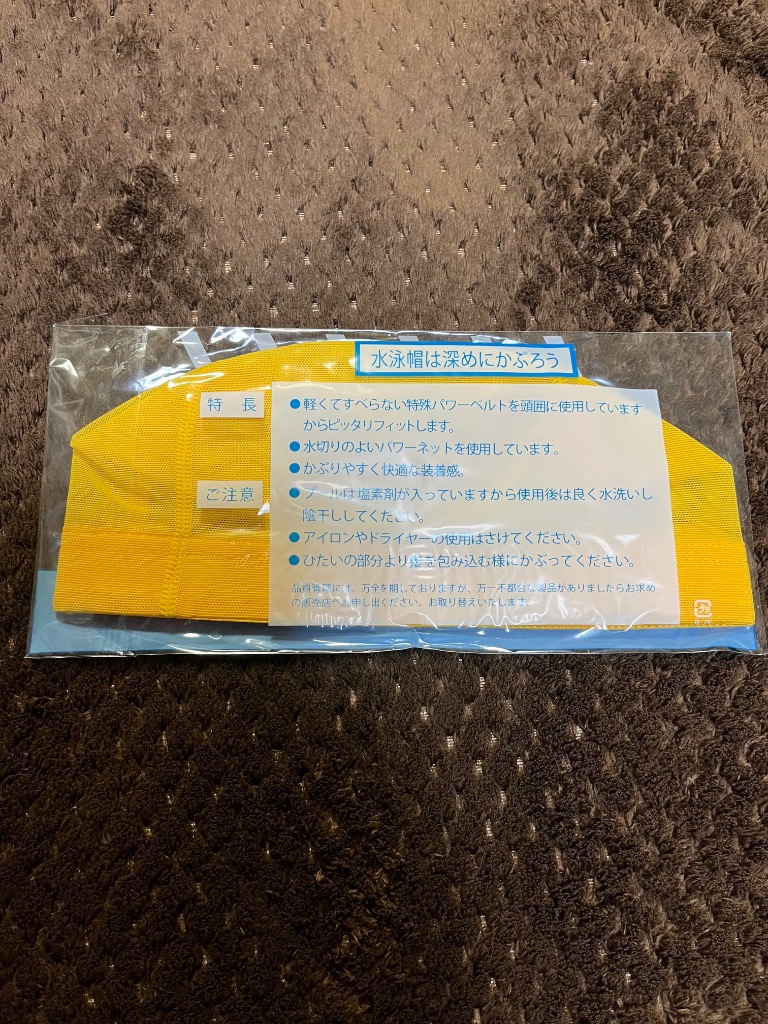 水泳帽は深めにかぶろう
特 長
●軽くてすべらない特殊パワーベルトを頭囲に使用しています
からピッタリフィットします。
●水切りのよいパワーネットを使用しています。
●かぶりやすく快適な装着感。
ご注意
●プールは塩素剤が入っていますから使用後は良く水洗いし
陰干ししてください。
●アイロンやドライヤーの使用はさけてください。
●ひたいの部分より髪を包み込む様にかぶってください。
品質管理には、万全を期しておりますが、万一不都合な製品がありましたらお求め
の販売店へお申し出ください。お取り替えいたします。
プラ